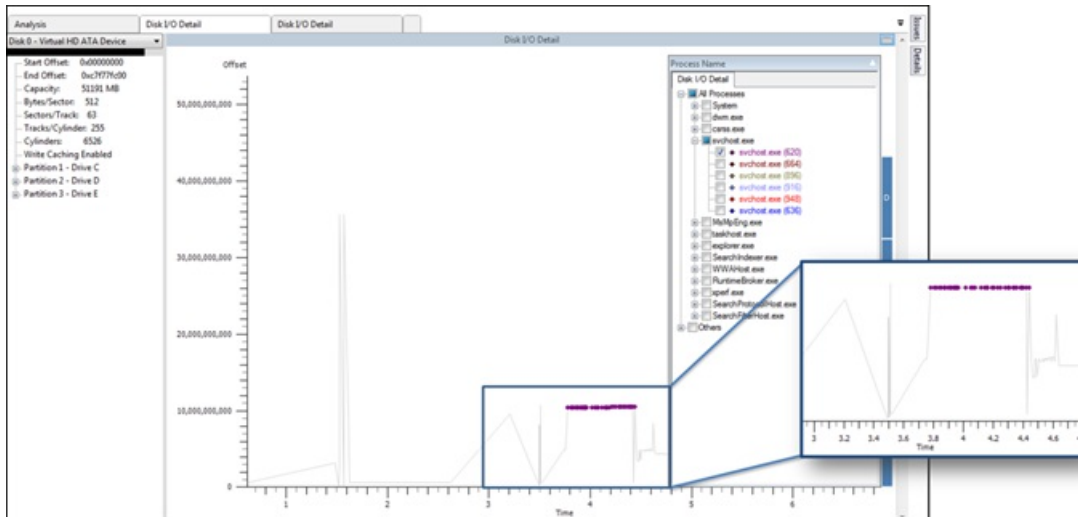 Analysis
Disk I/O Detail
Disk I/O Detail
Issues
Details
Disk 0 - Virtual HD ATA Device
Start Offset: 0x00000000
End Offset: 0xc7f77fc00
Capacity: 51191 MB
Bytes/Sector: 512
Sectors/Track: 63
Tracks/Cylinder: 255
Cylinders: 6526
Write Caching Enabled
Partition 1 - Drive C
Partition 2 - Drive D
Partition 3 - Drive E
Disk I/O Detail
Offset
50,000,000,000
40,000,000,000
30,000,000,000
20,000,000,000
10,000,000,000
0
1 2 3 4 5 6
Time
Process Name
Disk I/O Detail
All Processes
System
dwm.exe
csrss.exe
svchost.exe
svchost.exe (620)
svchost.exe (664)
svchost.exe (896)
svchost.exe (916)
svchost.exe (948)
svchost.exe (636)
MsMpEng.exe
taskhost.exe
explorer.exe
SearchIndexer.exe
WWAHost.exe
RuntimeBroker.exe
xperf.exe
SearchProtocolHost.exe
SearchFilterHost.exe
Others
D
3 3.2 3.4 3.6 3.8 4 4.2 4.4 4.6
Time